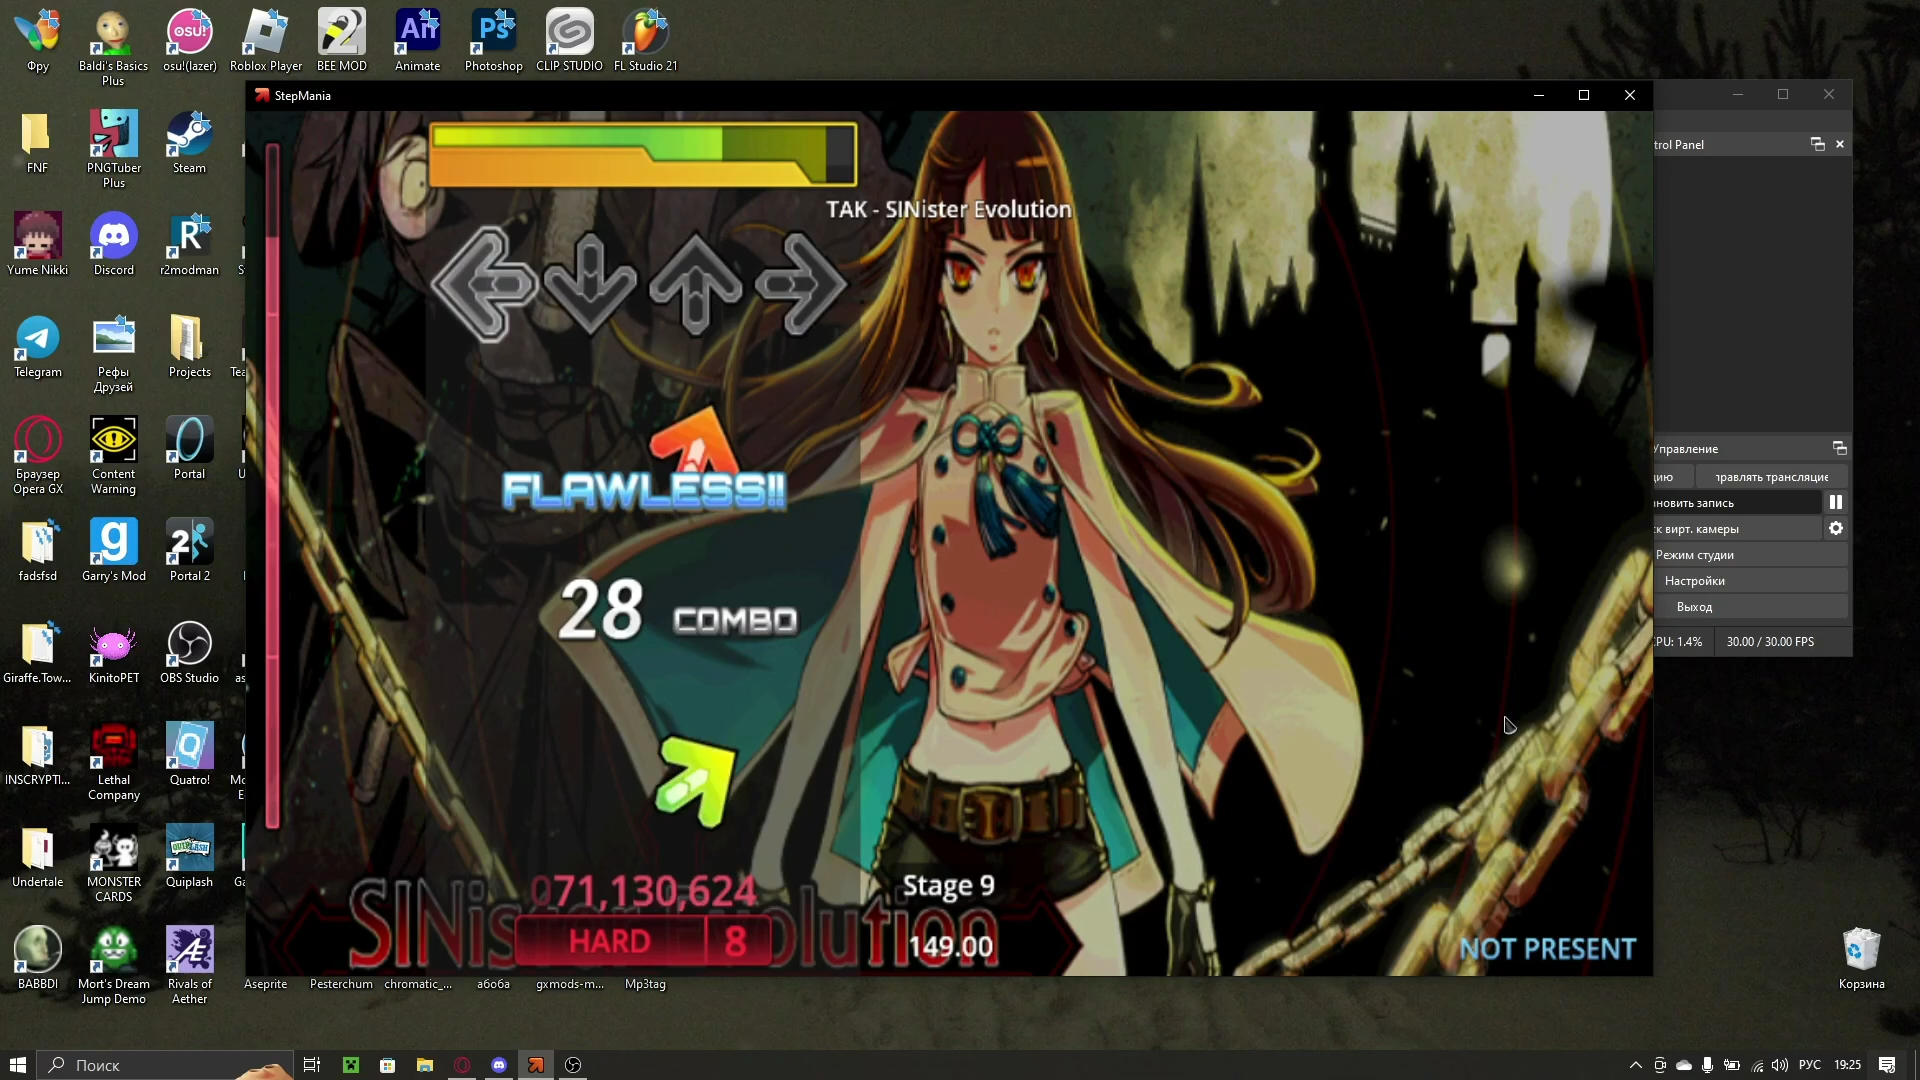 Фру
Baldi's Basics Plus
osu!(lazer)
Roblox Player
BEE MOD
Animate
Photoshop
CLIP STUDIO
FL Studio 21
StepMania
TAK - SINister Evolution
trol Panel
FNF
PNGTuber Plus
Steam
Yume Nikki
Discord
r2modman
Telegram
Рефы Друзей
Projects
Браузер Opera GX
Content Warning
Portal
Управление
правлять трансляцие
новить запись
к вирт. камеры
Режим студии
Настройки
Выход
CPU: 1.4%
30.00 / 30.00 FPS
FLAWLESS!!
28 COMBO
fadsfsd
Garry's Mod
Portal 2
Giraffe.Tow...
KinitoPET
OBS Studio
INSCRYPTI...
Lethal Company
Quatro!
Undertale
MONSTER CARDS
Quiplash
071,130,624
Stage 9
SINister Evolution
HARD 8
149.00
NOT PRESENT
BABBDI
Mort's Dream Jump Demo
Rivals of Aether
Aseprite
Pesterchum
chromatic_...
абоба
gxmods-m...
Mp3tag
Корзина
Поиск
РУС
19:25